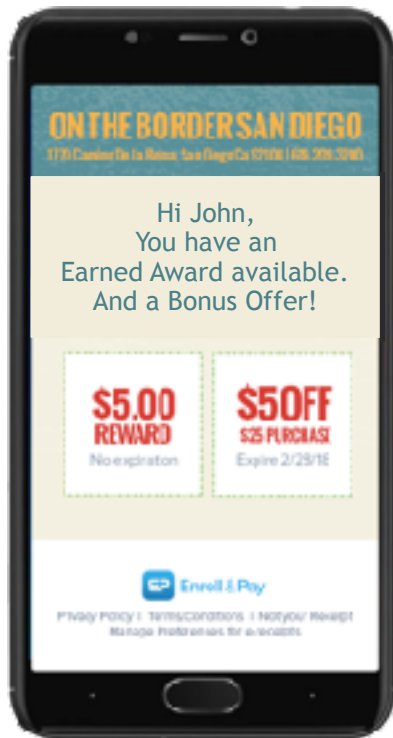 ON THE BORDER SAN DIEGO
Hi John,
You have an
Earned Award available.
And a Bonus Offer!
$5.00
REWARD
No expiration
$5OFF
$25 PURCHASE
Expire 2/28/18
Enroll & Pay
Privacy Policy | Terms/Conditions | Not your Receipt
Manage Preferences for e-receipts